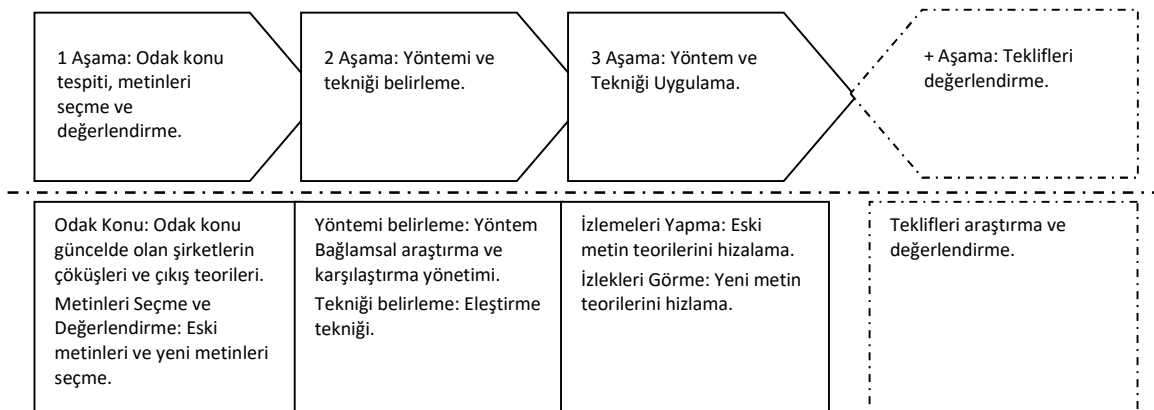 1 Aşama: Odak konu
tespiti, metinleri
seçme ve
değerlendirme.
2 Aşama: Yöntemi ve
tekniği belirleme.
3 Aşama: Yöntem ve
Tekniği Uygulama.
+ Aşama: Teklifleri
değerlendirme.
Odak Konu: Odak konu
güncelde olan şirketlerin
çöküşleri ve çıkış teorileri.
Metinleri Seçme ve
Değerlendirme: Eski
metinleri ve yeni metinleri
seçme.
Yöntemi belirleme: Yöntem
Bağlamsal araştırma ve
karşılaştırma yönetimi.
Tekniği belirleme: Eleştirme
tekniği.
İzlemeleri Yapma: Eski
metin teorilerini hizalama.
İzlekleri Görme: Yeni metin
teorilerini hızlama.
Teklifleri araştırma ve
değerlendirme.